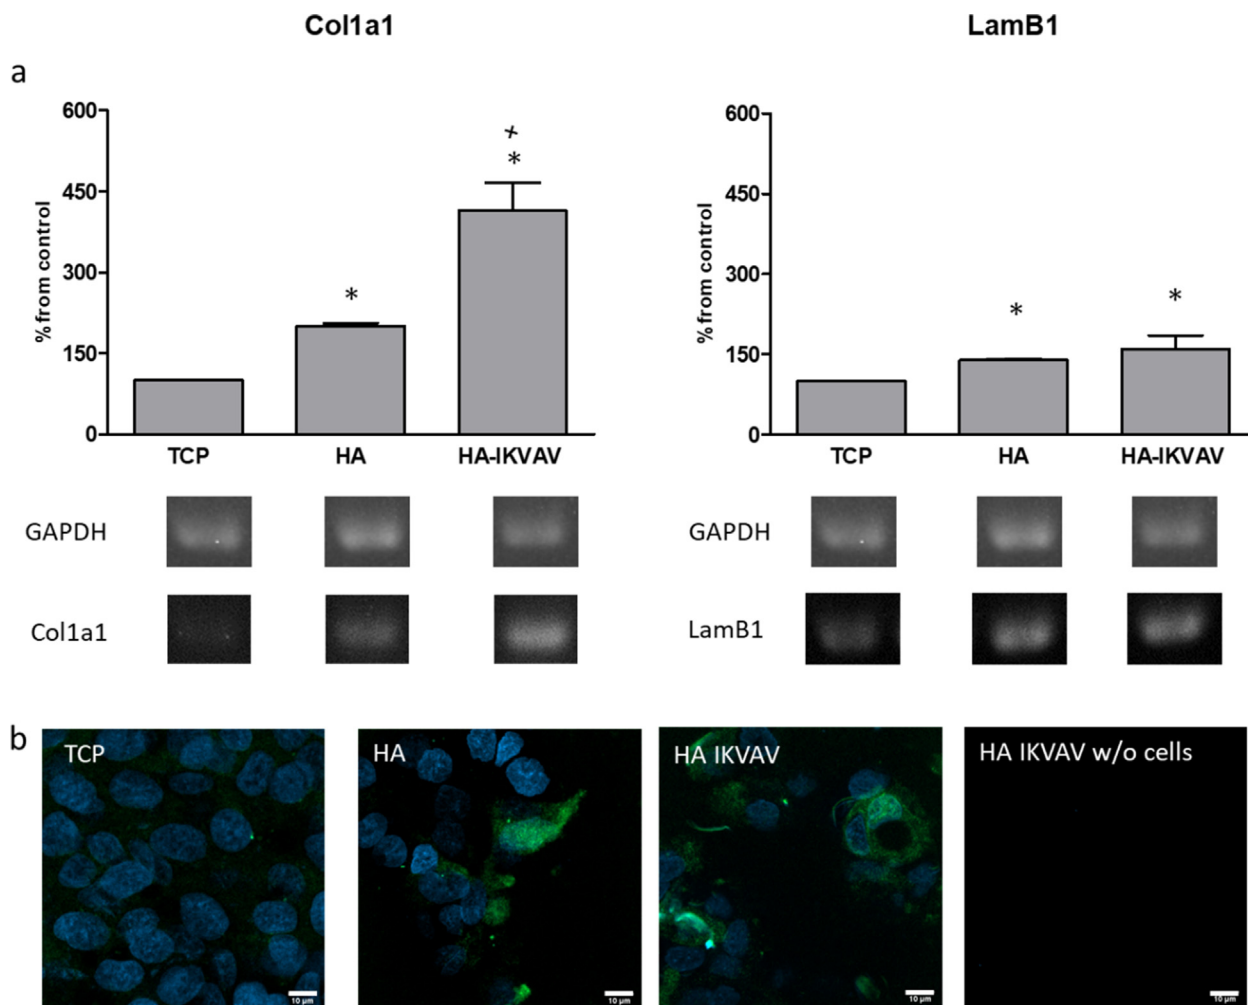 Col1a1
LamB1
a
600
450
300
150
0
% from control
*
+
*
TCP
HA
HA-IKVAV
600
450
300
150
0
% from control
*
*
TCP
HA
HA-IKVAV
GAPDH
GAPDH
Col1a1
LamB1
b
TCP
HA
HA IKVAV
HA IKVAV w/o cells
10 µm
10 µm
10 µm
10 µm